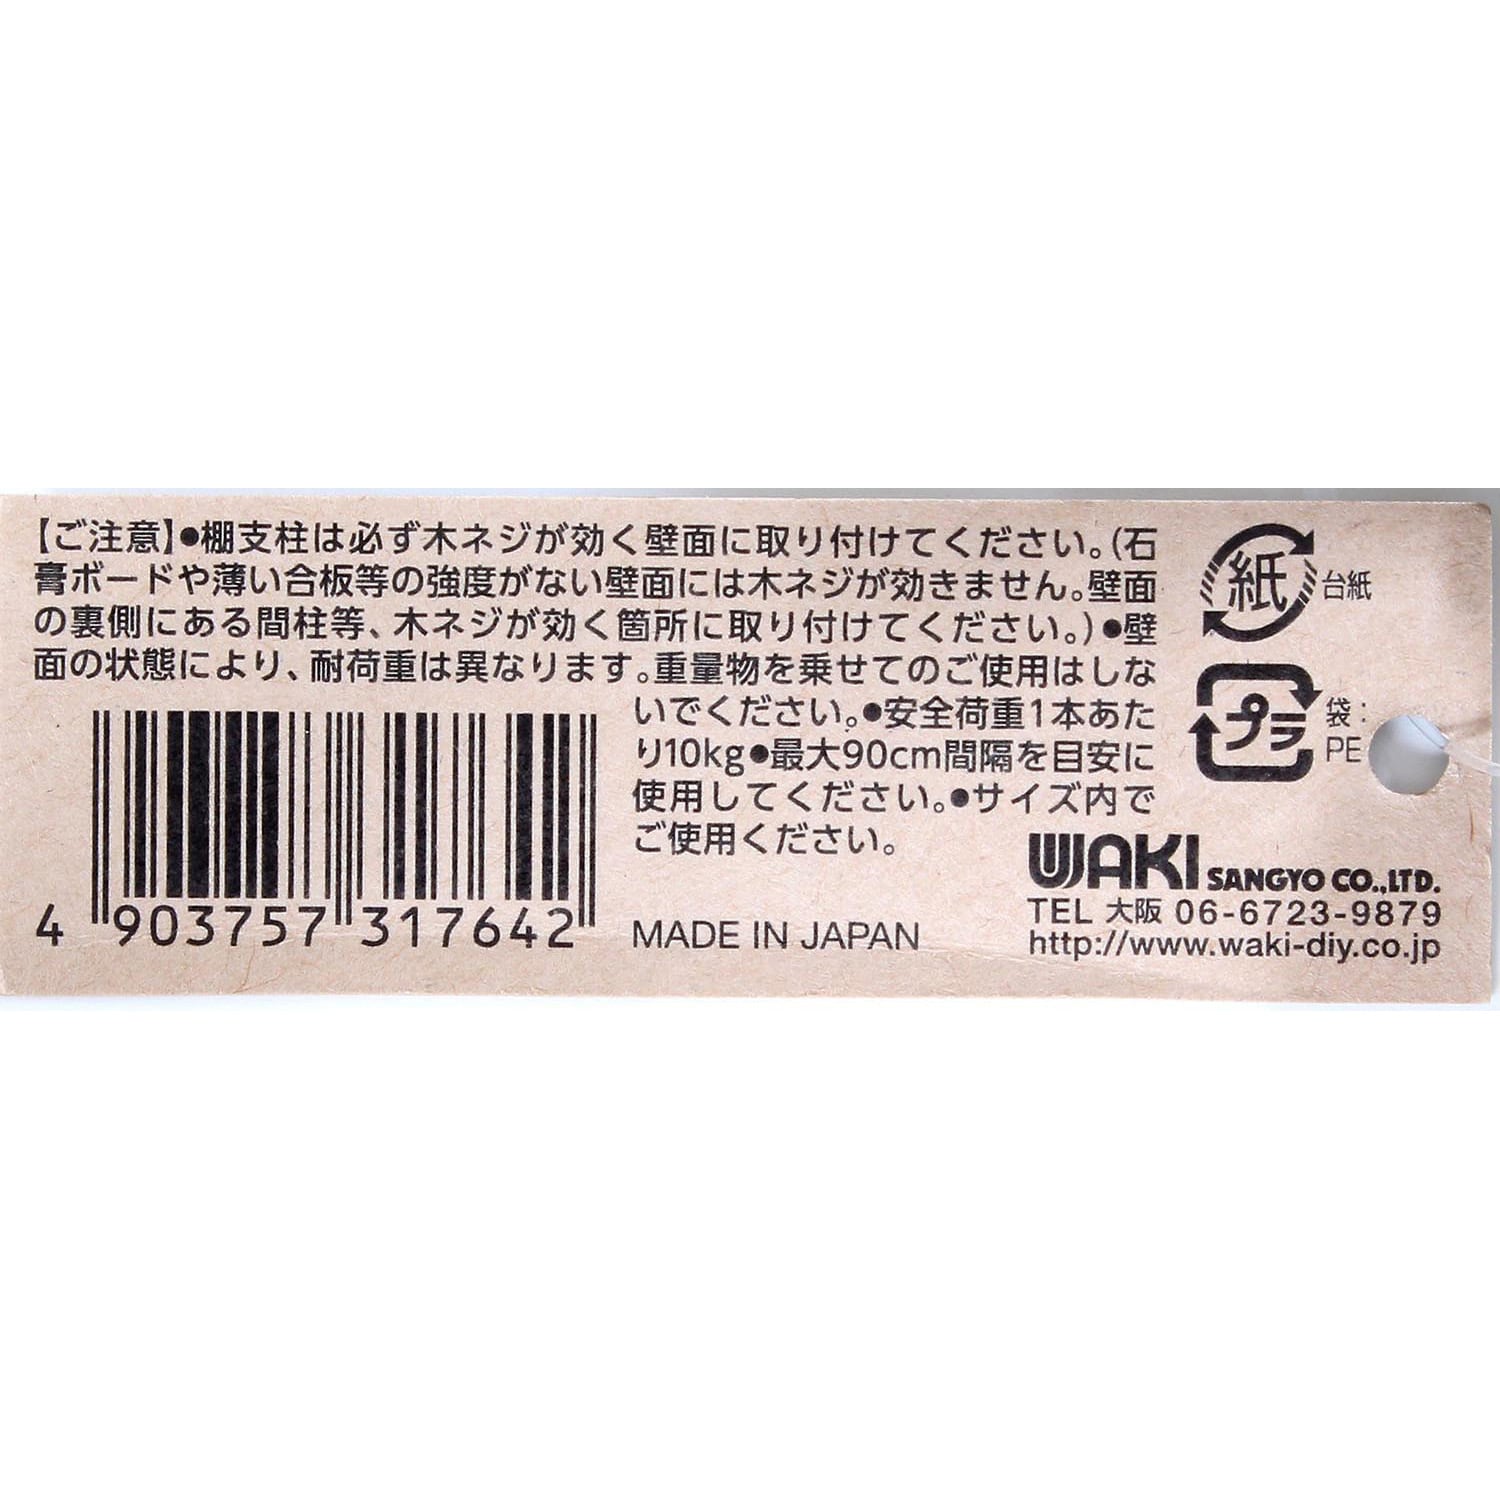 【ご注意】●棚支柱は必ず木ネジが効く壁面に取り付けてください。(石
膏ボードや薄い合板等の強度がない壁面には木ネジが効きません。壁面
の裏側にある間柱等、木ネジが効く箇所に取り付けてください。)●壁
面の状態により、耐荷重は異なります。重量物を乗せてのご使用はしな
いでください。●安全荷重1本あた
り10kg●最大90cm間隔を目安に
使用してください。●サイズ内で
ご使用ください。
4 903757 317642
MADE IN JAPAN
紙 台紙
プラ 袋:
PE
WAKI SANGYO CO.,LTD.
TEL 大阪 06-6723-9879
http://www.waki-diy.co.jp